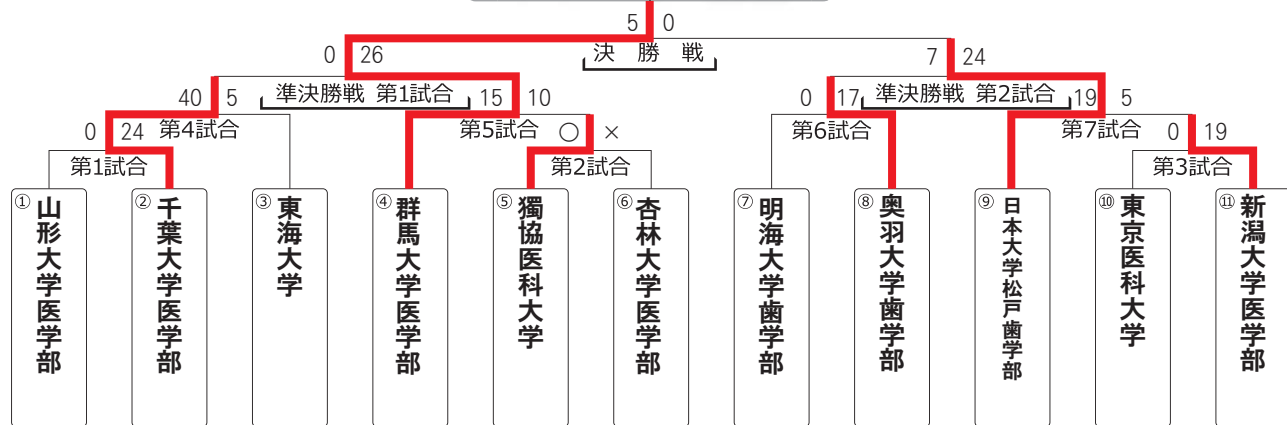 5 0
決勝戦
0 26
7 24
準決勝戦 第1試合
準決勝戦 第2試合
40 5
15 10
0 17
19 5
第4試合
第5試合
第6試合
第7試合
0 24
○ ×
0 19
第1試合
第2試合
第3試合
① 山形大学医学部
② 千葉大学医学部
③ 東海大学
④ 群馬大学医学部
⑤ 獨協医科大学
⑥ 杏林大学医学部
⑦ 明海大学歯学部
⑧ 奥羽大学歯学部
⑨ 日本大学松戸歯学部
⑩ 東京医科大学
⑪ 新潟大学医学部